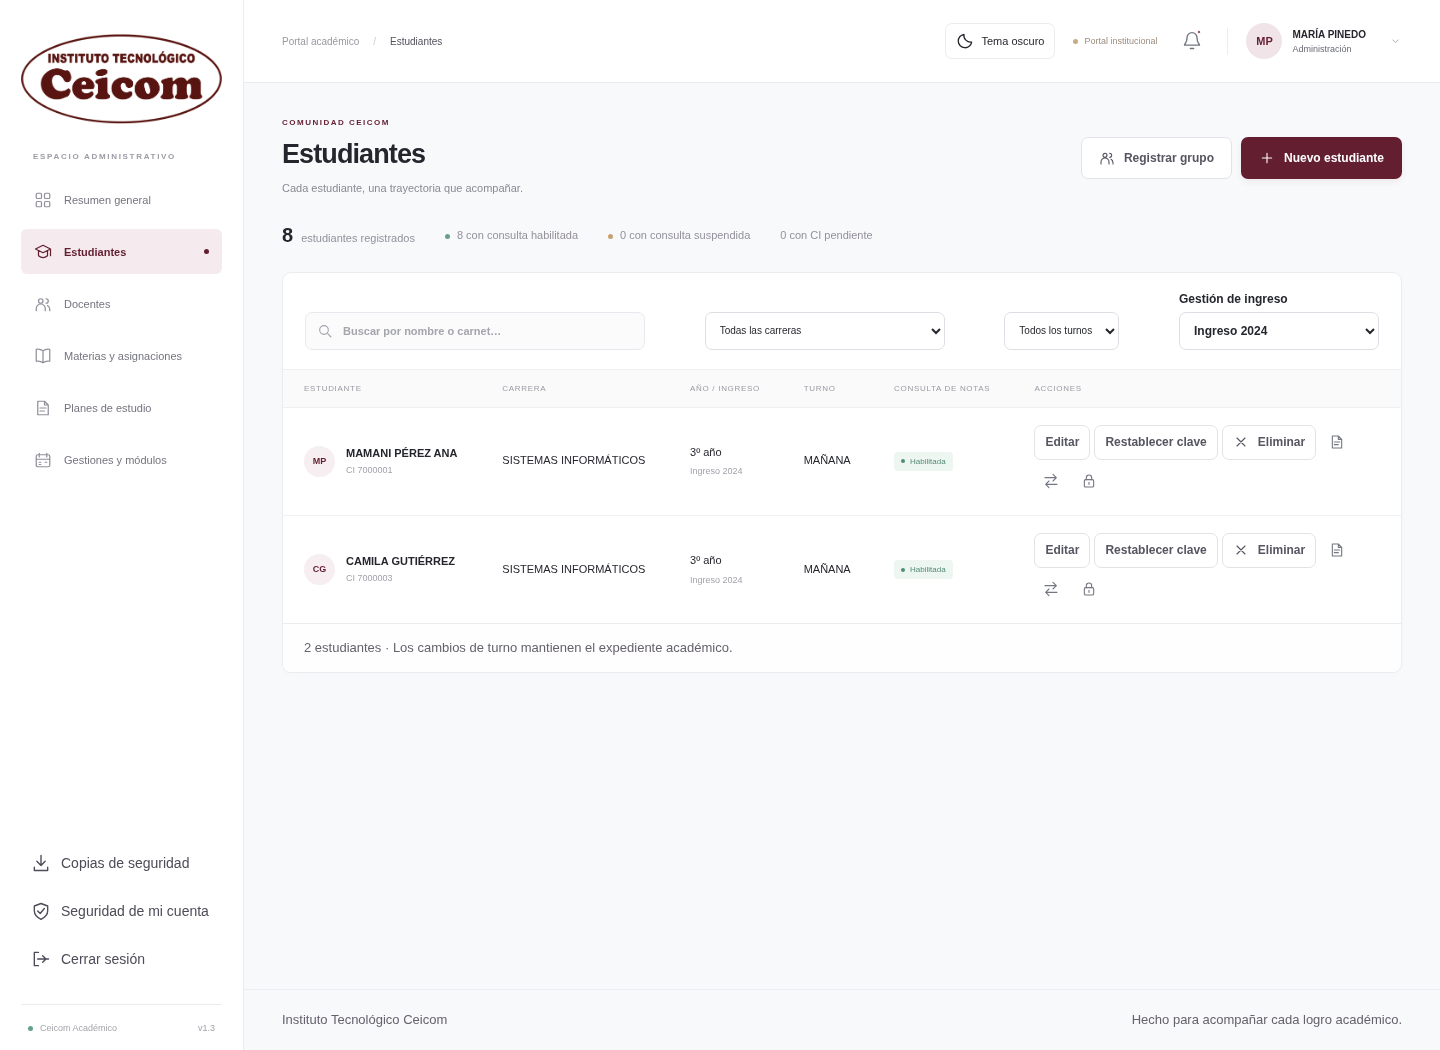 INSTITUTO TECNOLÓGICO
Ceicom
ESPACIO ADMINISTRATIVO
Resumen general
Estudiantes
Docentes
Materias y asignaciones
Planes de estudio
Gestiones y módulos
Copias de seguridad
Seguridad de mi cuenta
Cerrar sesión
Ceicom Académico v1.3
Portal académico / Estudiantes
Tema oscuro
Portal institucional
MP
MARÍA PINEDO
Administración
COMUNIDAD CEICOM
Estudiantes
Cada estudiante, una trayectoria que acompañar.
Registrar grupo
Nuevo estudiante
8 estudiantes registrados 8 con consulta habilitada 0 con consulta suspendida 0 con CI pendiente
Gestión de ingreso
Buscar por nombre o carnet... Todas las carreras Todos los turnos Ingreso 2024
ESTUDIANTE CARRERA AÑO / INGRESO TURNO CONSULTA DE NOTAS ACCIONES
MP
MAMANI PÉREZ ANA
CI 7000001
SISTEMAS INFORMÁTICOS
3º año
Ingreso 2024
MAÑANA
Habilitada
Editar Restablecer clave Eliminar
CG
CAMILA GUTIÉRREZ
CI 7000003
SISTEMAS INFORMÁTICOS
3º año
Ingreso 2024
MAÑANA
Habilitada
Editar Restablecer clave Eliminar
2 estudiantes · Los cambios de turno mantienen el expediente académico.
Instituto Tecnológico Ceicom
Hecho para acompañar cada logro académico.